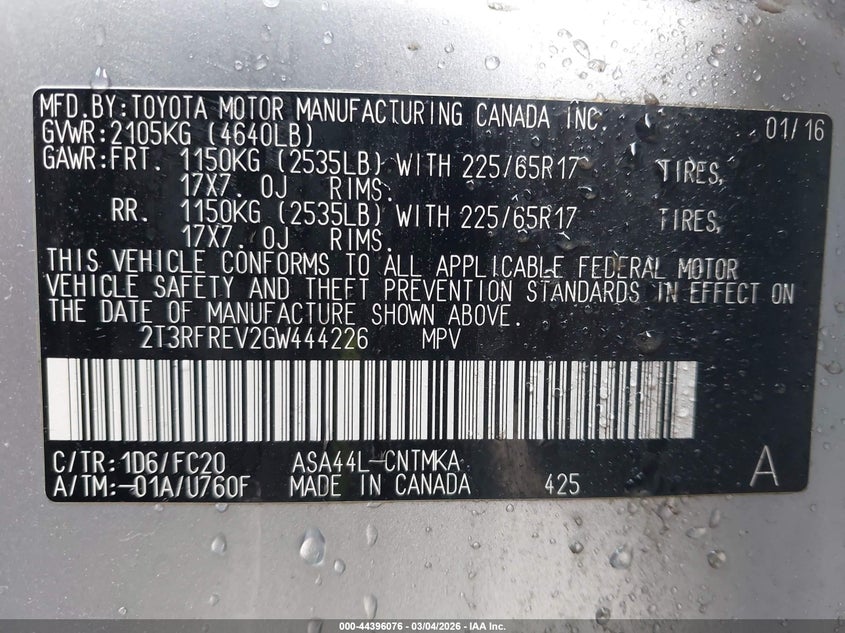 MFD.BY:TOYOTA MOTOR MANUFACTURING CANADA INC. 01/16
GVWR:2105KG (4640LB)
GAWR:FRT. 1150KG (2535LB) WITH 225/65R17 TIRES,
17X7.0J RIMS.
RR. 1150KG (2535LB) WITH 225/65R17 TIRES,
17X7.0J RIMS.
THIS VEHICLE CONFORMS TO ALL APPLICABLE FEDERAL MOTOR
VEHICLE SAFETY AND THEFT PREVENTION STANDARDS IN EFFECT ON
THE DATE OF MANUFACTURE SHOWN ABOVE.
2T3RFREV2GW444226 MPV
C/TR:1D6/FC20 ASA44L-CNTMKA A
A/TM:-01A/U760F MADE IN CANADA 425
000-44396076 - 03/04/2026 - IAA Inc.